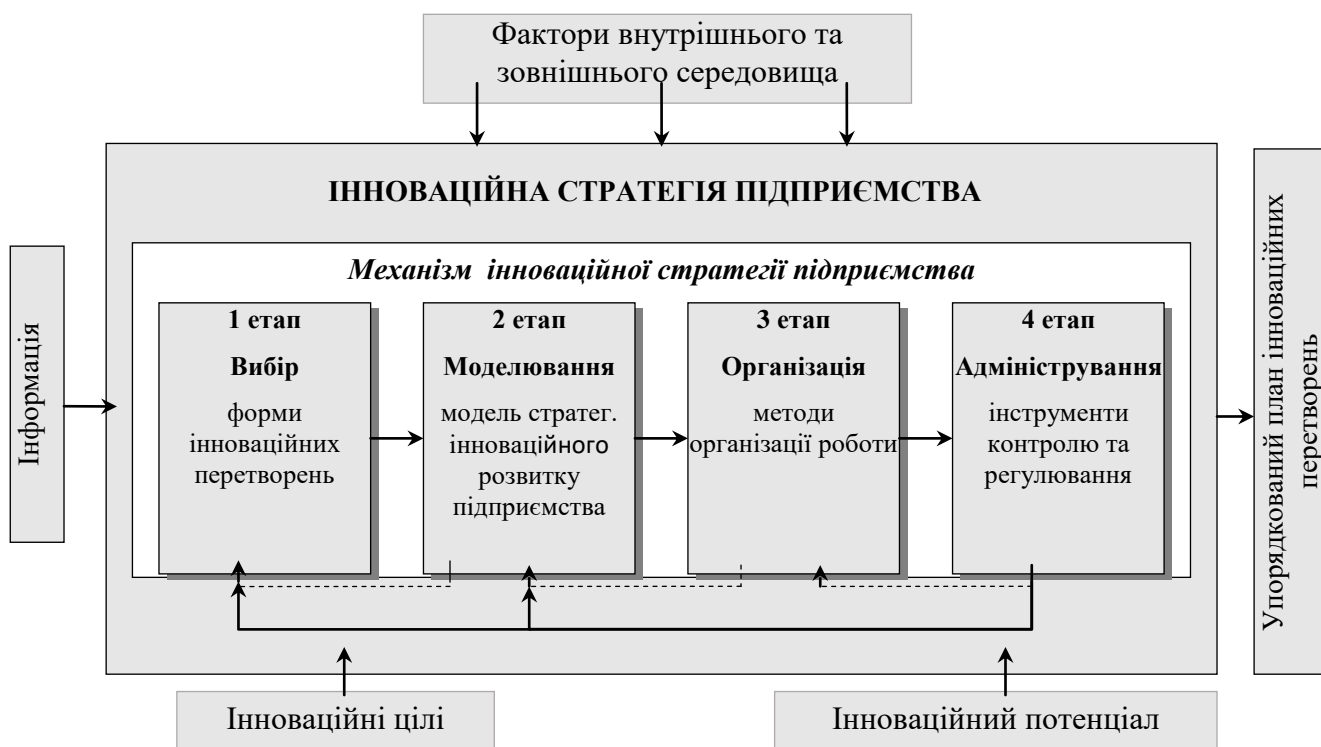 Фактори внутрішнього та
зовнішнього середовища
ІННОВАЦІЙНА СТРАТЕГІЯ ПІДПРИЄМСТВА
Механізм інноваційної стратегії підприємства
Інформація
1 етап
Вибір
форми
інноваційних
перетворень
2 етап
Моделювання
модель стратег.
інноваційного
розвитку
підприємства
3 етап
Організація
методи
організації роботи
4 етап
Адміністрування
інструменти
контролю та
регулювання
Упорядкований план інноваційних
перетворень
Інноваційні цілі
Інноваційний потенціал